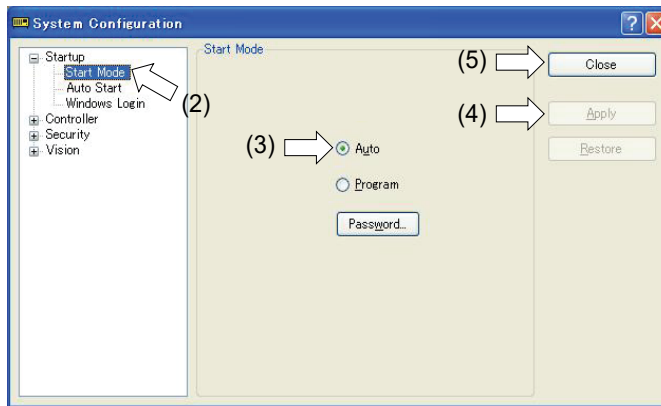 System Configuration
Startup
Start Mode
Auto Start
Windows Login
Controller
Security
Vision
(2)
Start Mode
(3)
Auto
Program
Password...
(5)
Close
(4)
Apply
Restore